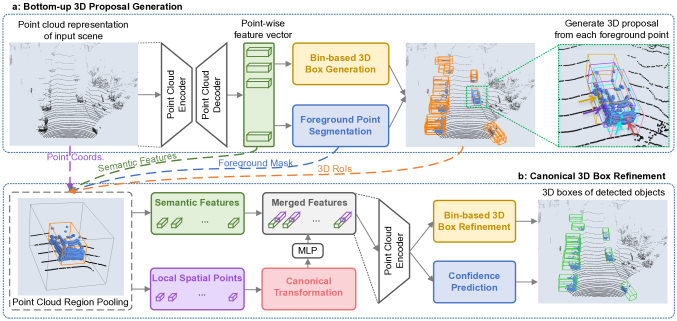 a: Bottom-up 3D Proposal Generation
Point cloud representation
of input scene
Point-wise
feature vector
Generate 3D proposal
from each foreground point
Point Cloud
Encoder
Point Cloud
Decoder
Bin-based 3D
Box Generation
Foreground Point
Segmentation
Point Coords.
Semantic Features
Foreground Mask
3D RoIs
b: Canonical 3D Box Refinement
Semantic Features
...
Merged Features
...
MLP
Local Spatial Points
...
Canonical
Transformation
Point Cloud
Encoder
Bin-based 3D
Box Refinement
Confidence
Prediction
3D boxes of detected objects
Point Cloud Region Pooling